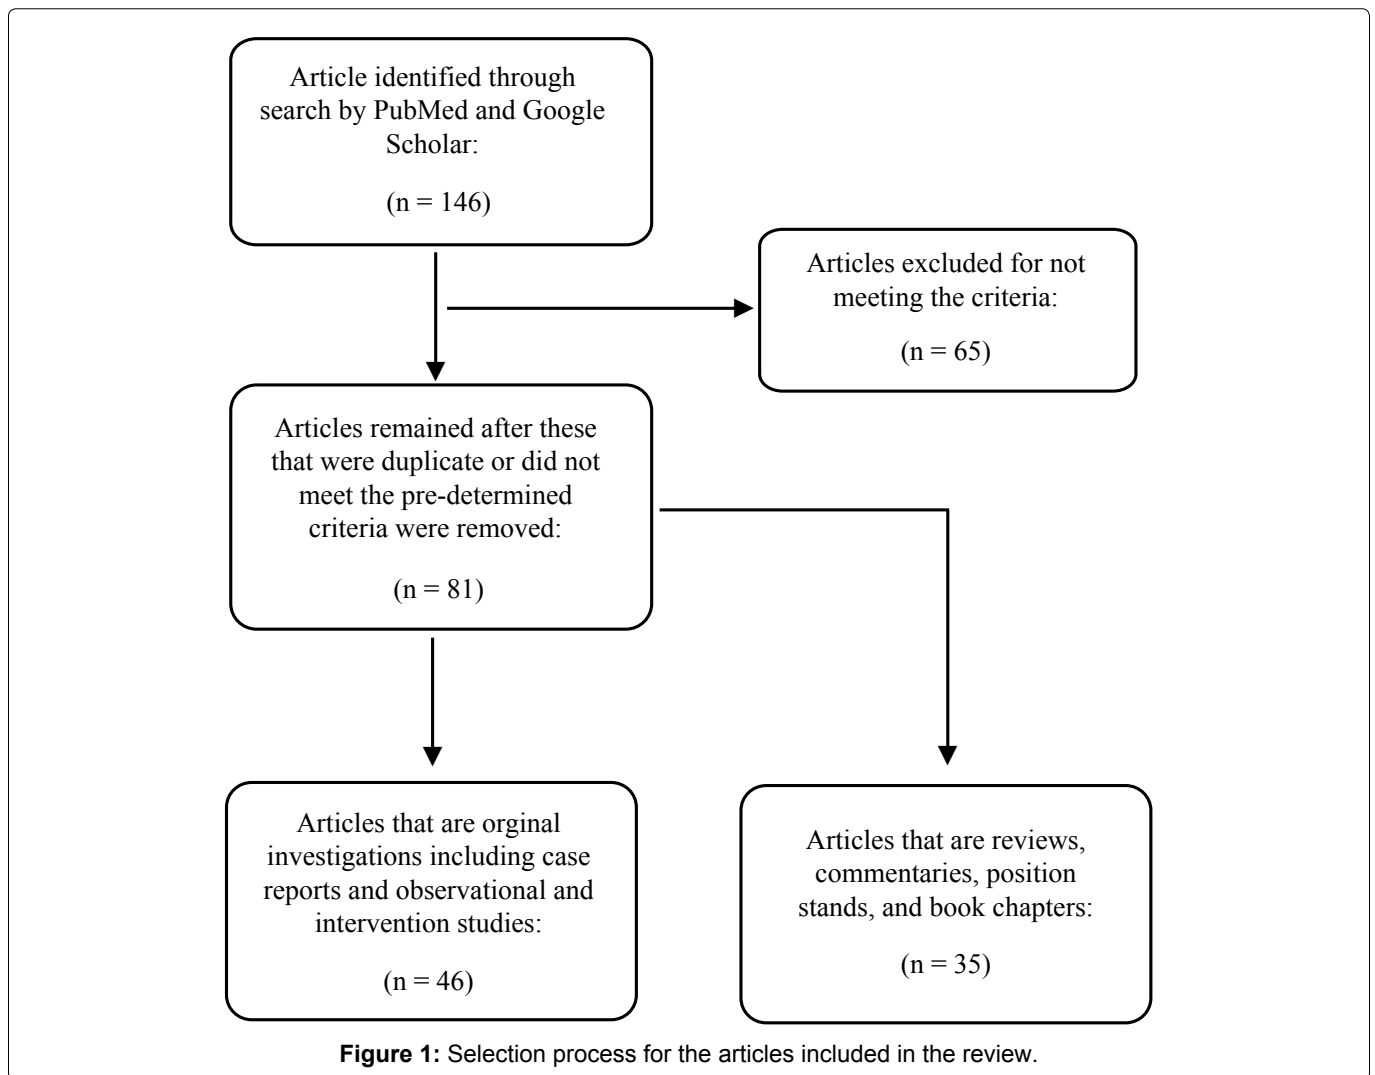 Article identified through
search by PubMed and Google
Scholar:
(n = 146)
Articles excluded for not
meeting the criteria:
(n = 65)
Articles remained after these
that were duplicate or did not
meet the pre-determined
criteria were removed:
(n = 81)
Articles that are orginal
investigations including case
reports and observational and
intervention studies:
(n = 46)
Articles that are reviews,
commentaries, position
stands, and book chapters:
(n = 35)
Figure 1: Selection process for the articles included in the review.